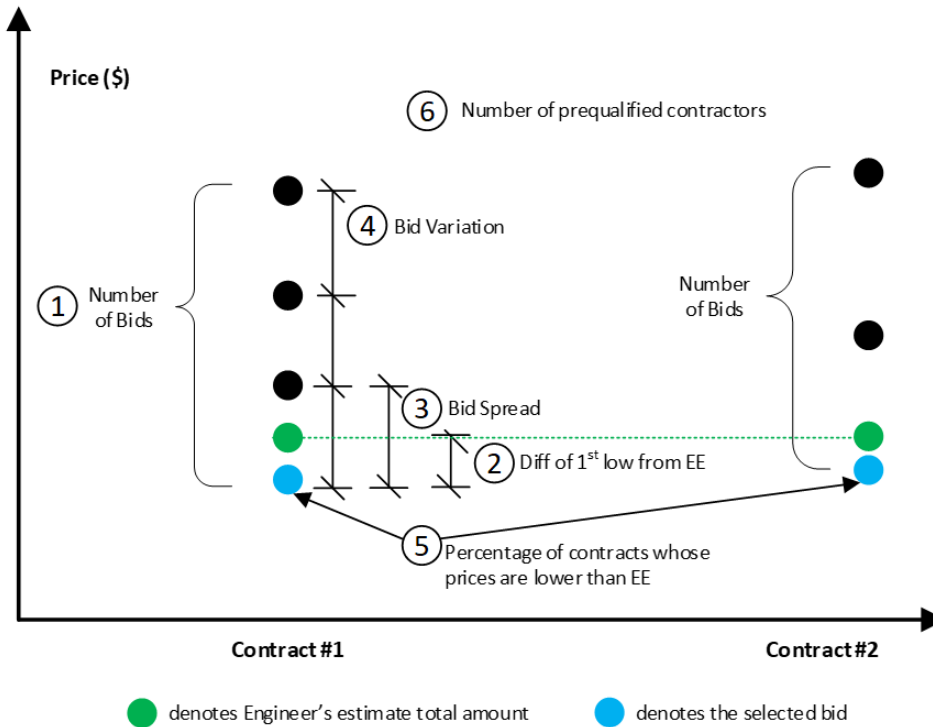 Price ($)
6 Number of prequalified contractors
4 Bid Variation
1 Number
of Bids
Number
of Bids
3 Bid Spread
2 Diff of 1st low from EE
5 Percentage of contracts whose
prices are lower than EE
Contract #1
Contract #2
denotes Engineer's estimate total amount
denotes the selected bid